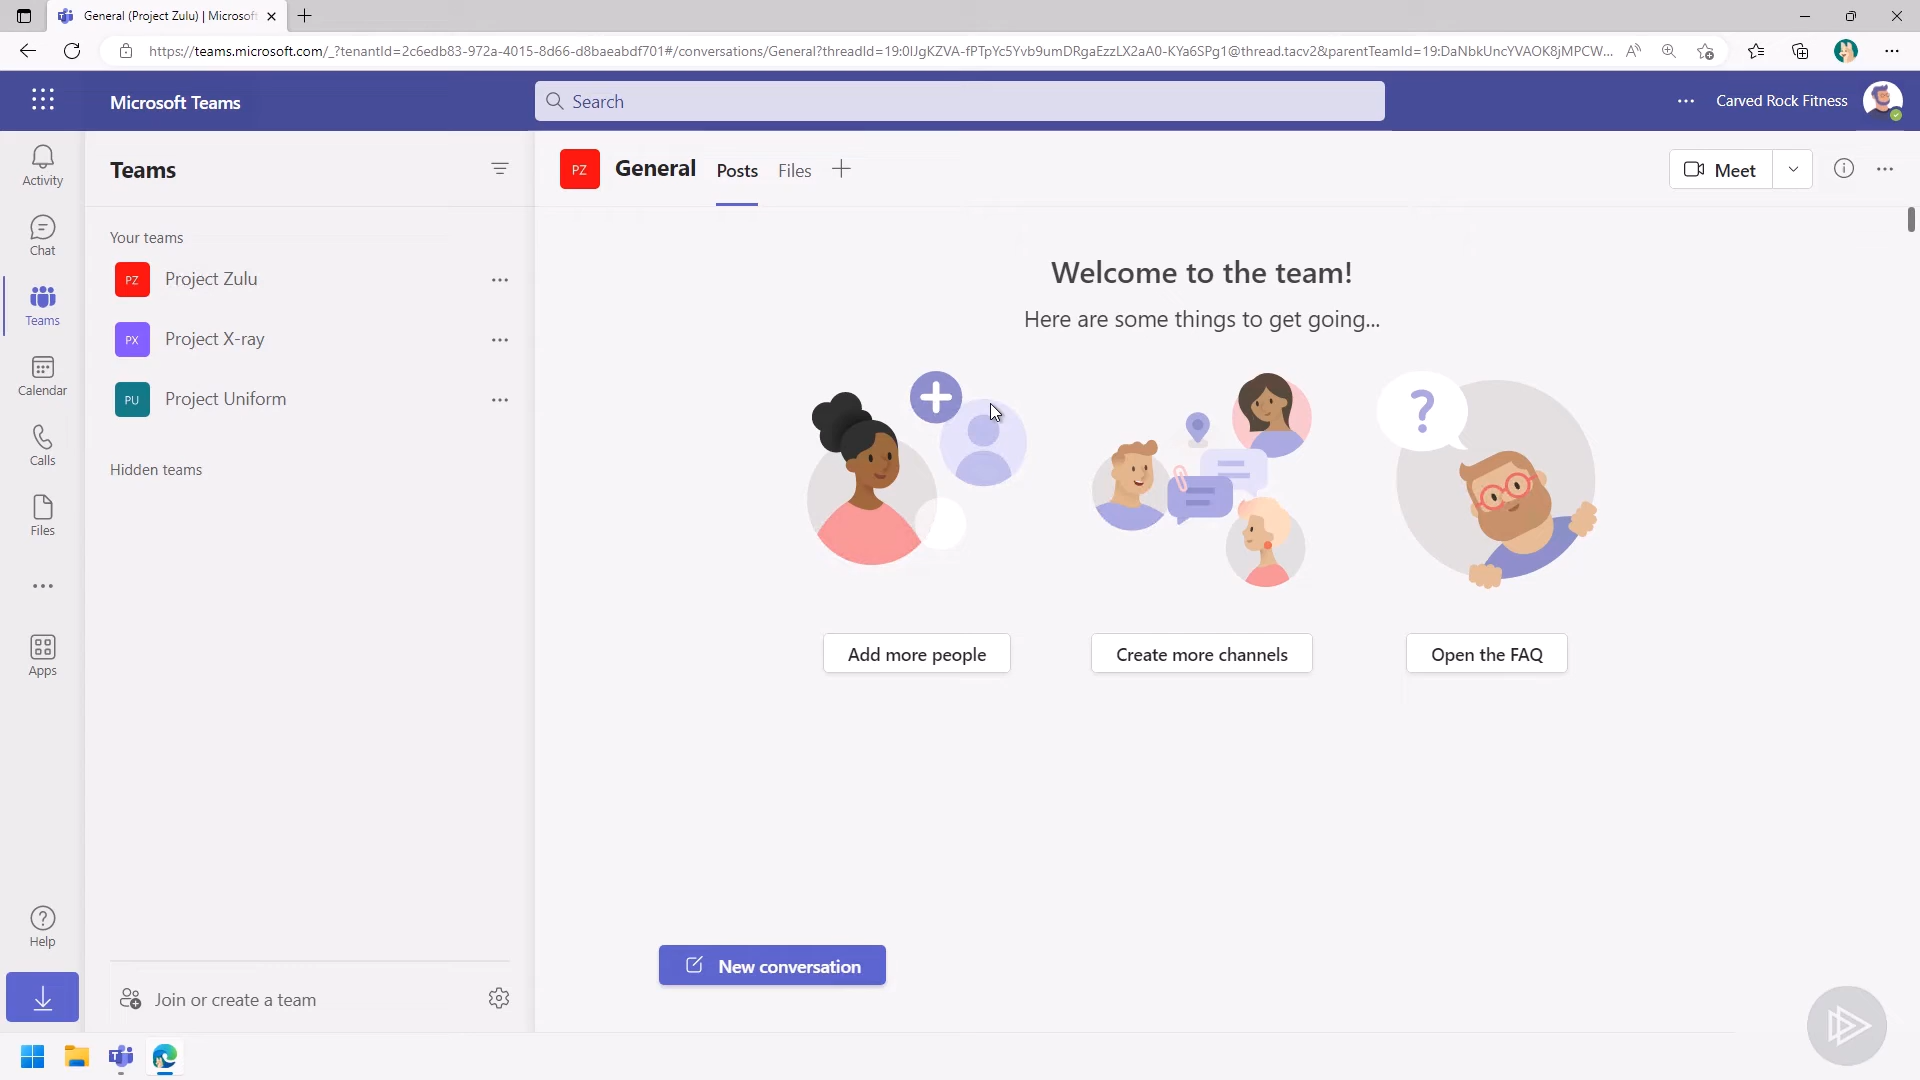 General (Project Zulu) | Microsoft
https://teams.microsoft.com/_?tenantId=2c6edb83-972a-4015-8d66-d8baeabdf701#/conversations/General?threadId=19:0IJgKZVA-fPTpYc5Yvb9umDRgaEzzLX2aA0-KYa6SPg1@thread.tacv2&parentTeamId=19:DaNbkUncYVAOK8jMPCW...
Microsoft Teams
Search
Carved Rock Fitness
Activity
Chat
Teams
Calendar
Calls
Files
Apps
Help
Teams
Your teams
PZ Project Zulu
PX Project X-ray
PU Project Uniform
Hidden teams
Join or create a team
PZ General Posts Files
Meet
Welcome to the team!
Here are some things to get going...
?
Add more people
Create more channels
Open the FAQ
New conversation